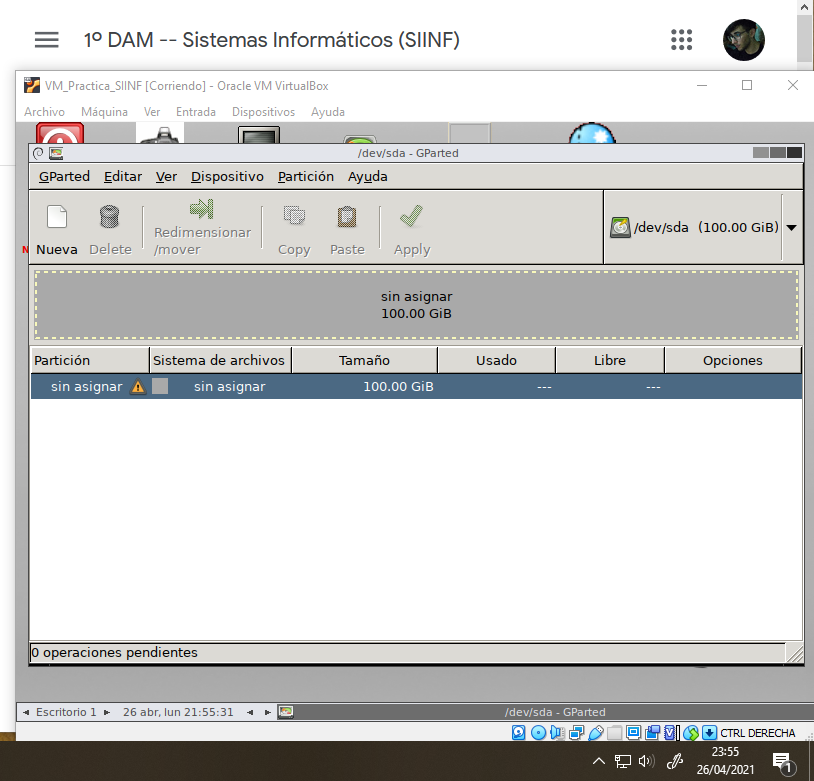 1º DAM -- Sistemas Informáticos (SIINF)
VM_Practica_SIINF [Corriendo] - Oracle VM VirtualBox
Archivo Máquina Ver Entrada Dispositivos Ayuda
/dev/sda - GParted
GParted Editar Ver Dispositivo Partición Ayuda
Nueva Delete Redimensionar
/mover Copy Paste Apply
/dev/sda (100.00 GiB)
sin asignar
100.00 GiB
Partición Sistema de archivos Tamaño Usado Libre Opciones
sin asignar sin asignar 100.00 GiB --- ---
0 operaciones pendientes
Escritorio 1 26 abr, lun 21:55:31 /dev/sda - GParted
CTRL DERECHA
23:55
26/04/2021
1